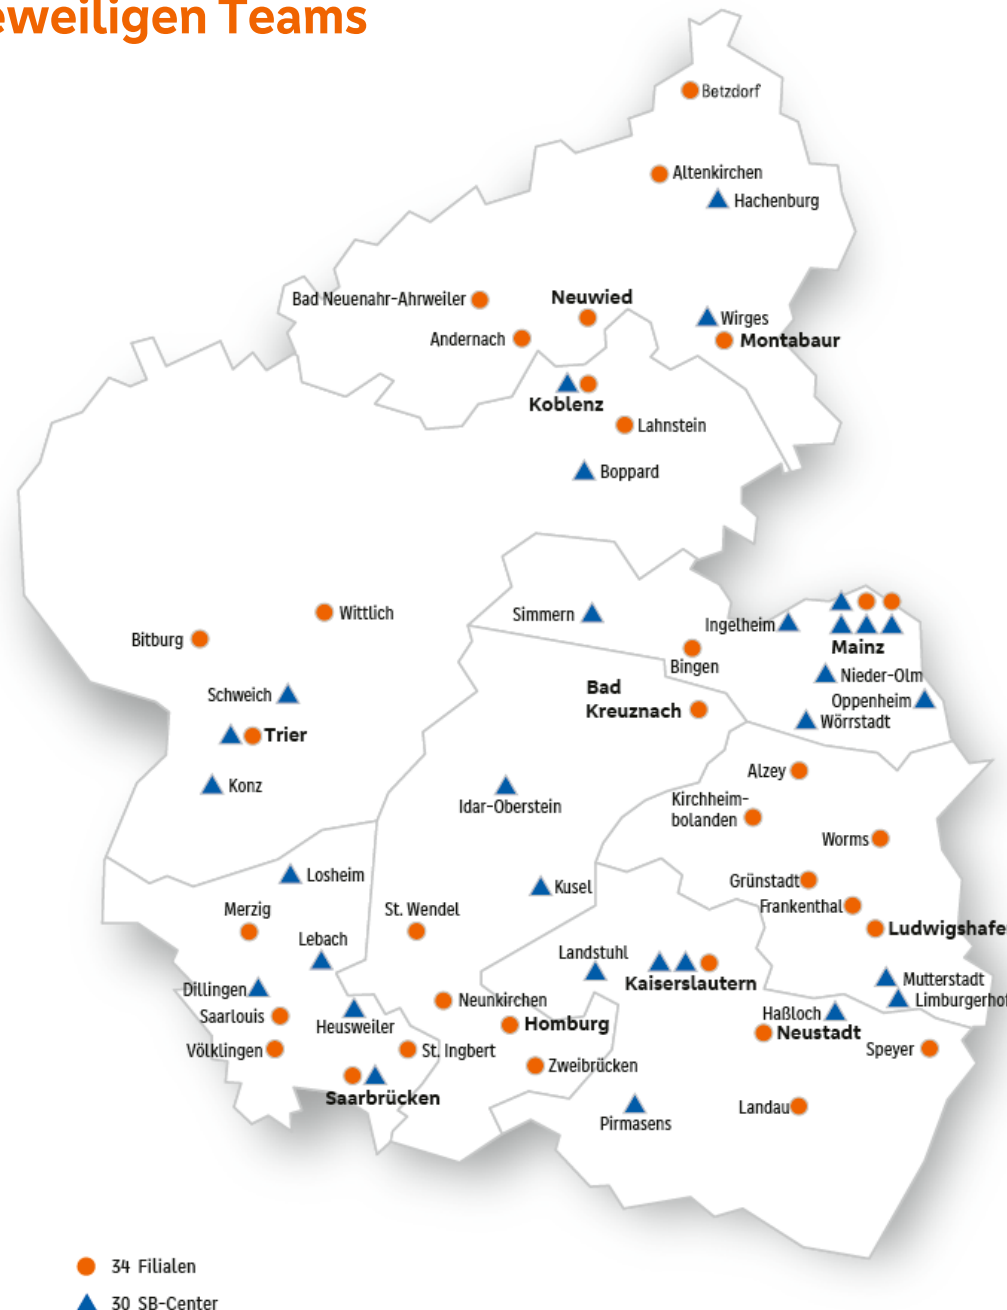 eweiligen Teams
Betzdorf
Altenkirchen
Hachenburg
Bad Neuenahr-Ahrweiler
Neuwied
Wirges
Andernach
Montabaur
Koblenz
Lahnstein
Boppard
Wittlich
Simmern
Ingelheim
Bitburg
Mainz
Bingen
Nieder-Olm
Schweich
Bad
Kreuznach
Oppenheim
Wörrstadt
Trier
Alzey
Konz
Idar-Oberstein
Kirchheim-
bolanden
Worms
Losheim
Kusel
Grünstadt
Merzig
St. Wendel
Frankenthal
Ludwigshafe
Lebach
Landstuhl
Kaiserslautern
Mutterstadt
Dillingen
Limburgerhof
Saarlouis
Neunkirchen
Haßloch
Heusweiler
Homburg
Neustadt
Völklingen
St. Ingbert
Speyer
Zweibrücken
Saarbrücken
Landau
Pirmasens
34 Filialen
30 SB-Center